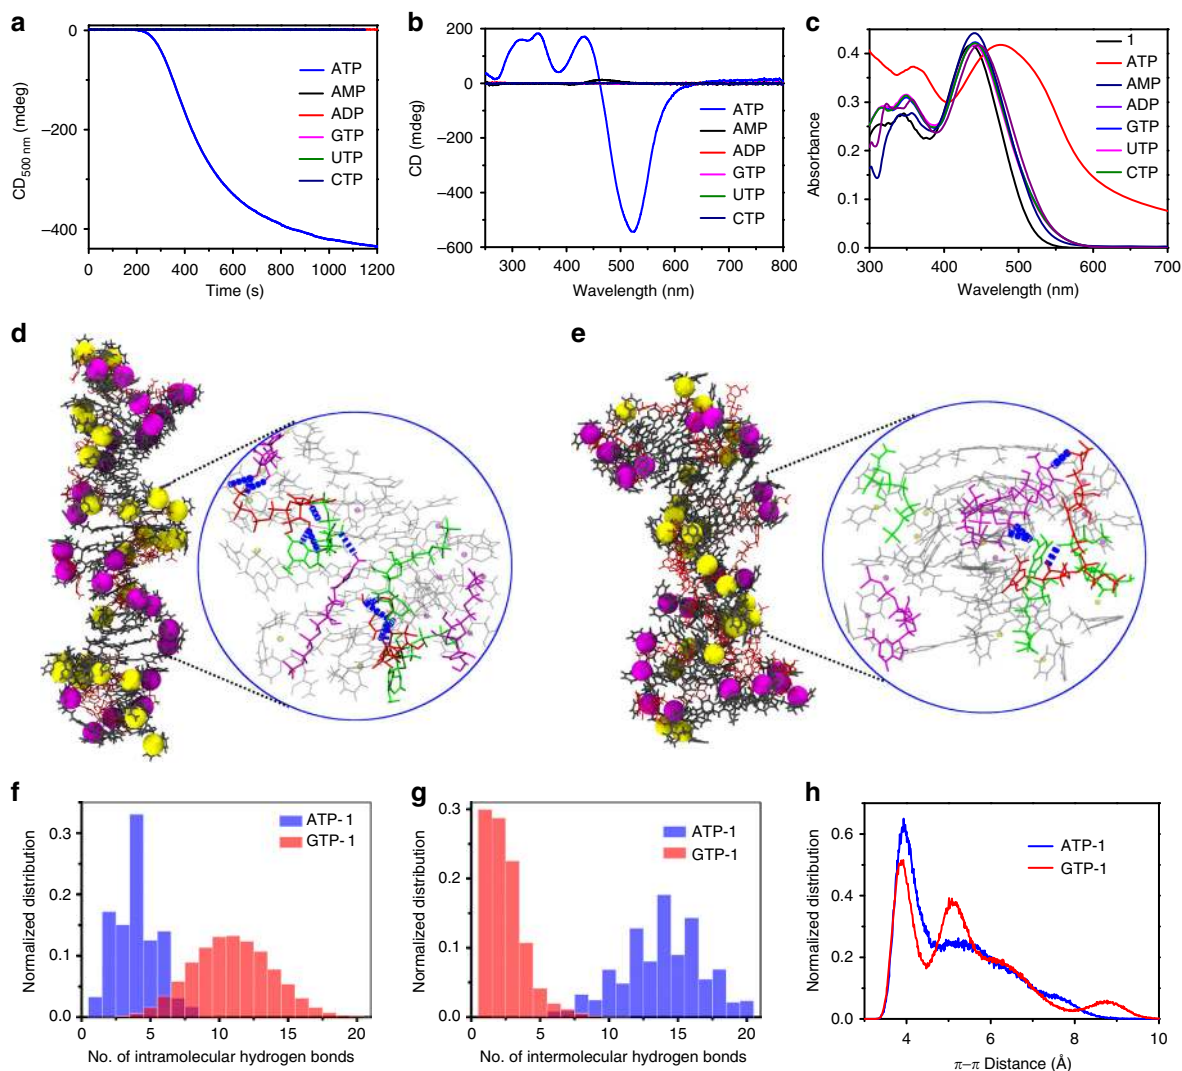 a
0
−200
−400
CD500 nm (mdeg)
0 200 400 600 800 1000 1200
Time (s)
ATP
AMP
ADP
GTP
UTP
CTP
b
200
0
−200
−400
−600
CD (mdeg)
300 400 500 600 700 800
Wavelength (nm)
ATP
AMP
ADP
GTP
UTP
CTP
c
0.4
0.3
0.2
0.1
0.0
Absorbance
300 400 500 600 700
Wavelength (nm)
1
ATP
AMP
ADP
GTP
UTP
CTP
d
e
f
0.3
0.2
0.1
0.0
Normalized distribution
0 5 10 15 20
No. of intramolecular hydrogen bonds
ATP-1
GTP-1
g
0.3
0.2
0.1
0.0
Normalized distribution
0 5 10 15 20
No. of intermolecular hydrogen bonds
ATP-1
GTP-1
h
0.6
0.4
0.2
0.0
Normalized distribution
4 6 8 10
π–π Distance (Å)
ATP-1
GTP-1